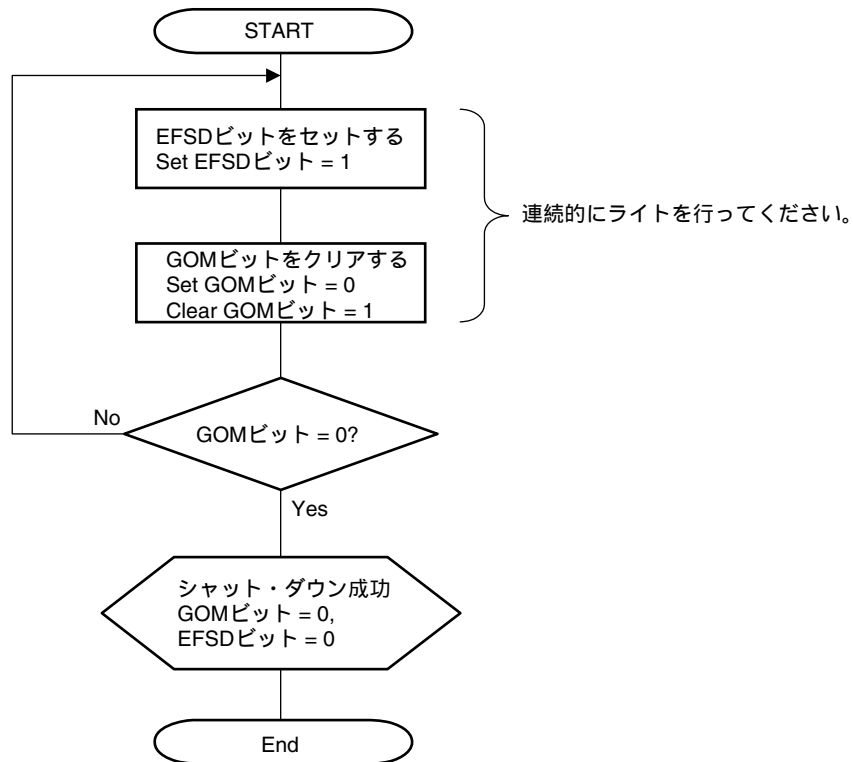 START
EFSDビットをセットする
Set EFSDビット = 1
連続的にライトを行ってください。
GOMビットをクリアする
Set GOMビット = 0
Clear GOMビット = 1
No
GOMビット = 0?
Yes
シャット・ダウン成功
GOMビット = 0,
EFSDビット = 0
End